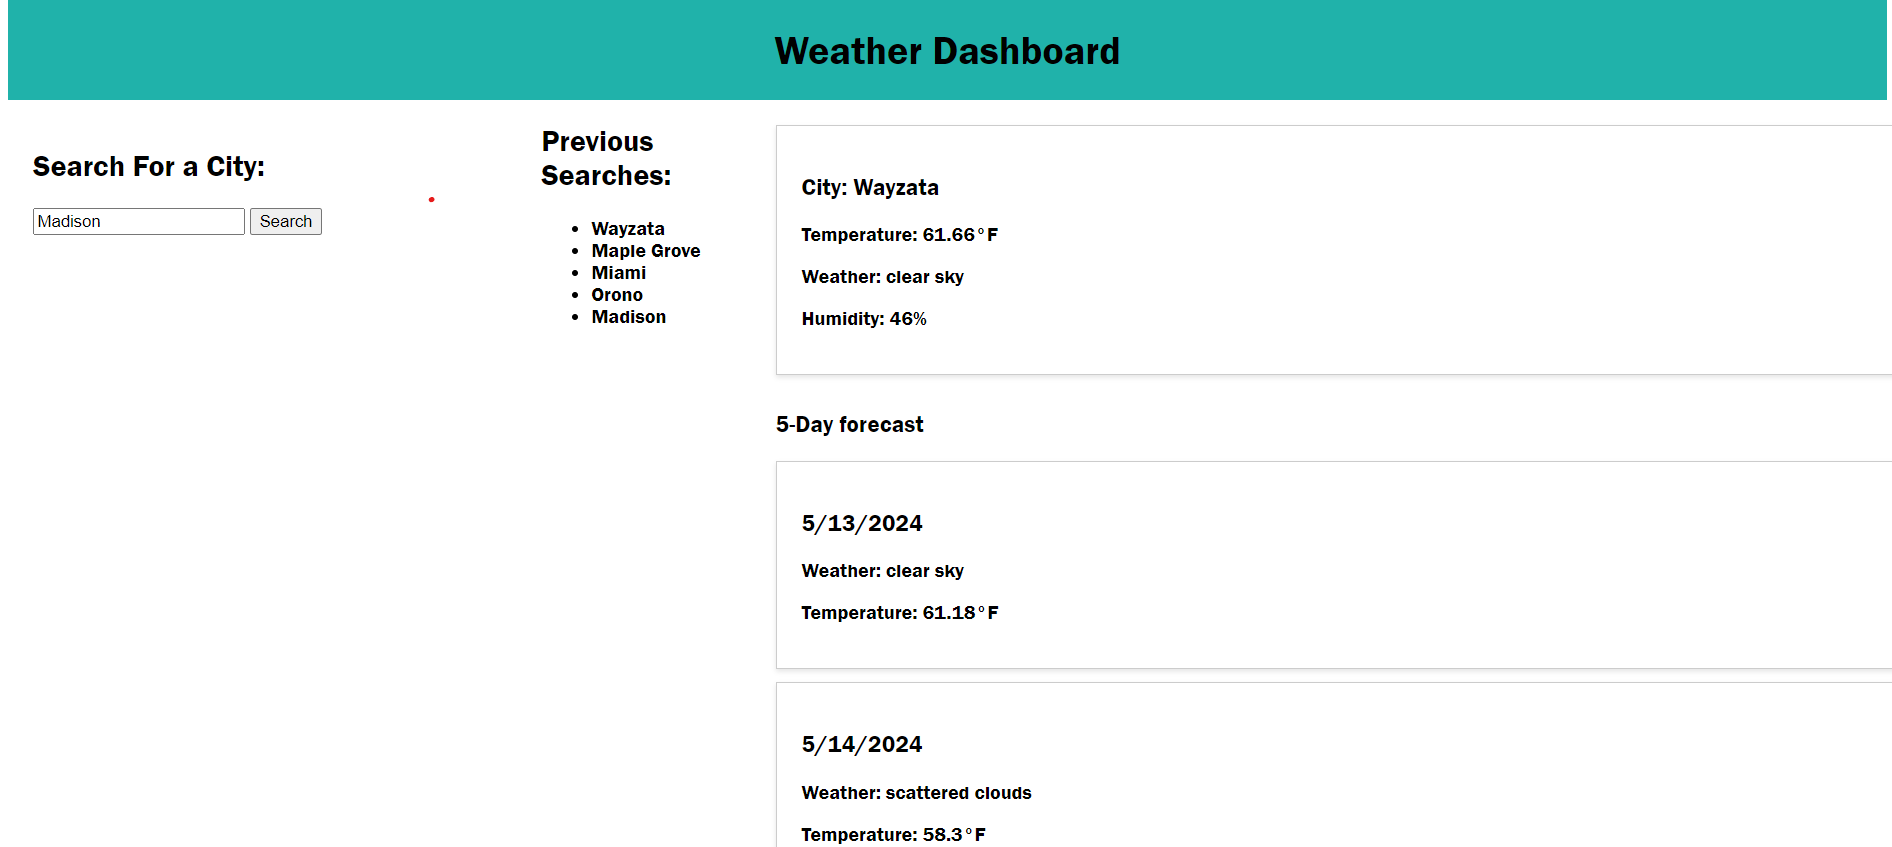 Weather Dashboard
Search For a City:
Madison
Search
Previous
Searches:
Wayzata
Maple Grove
Miami
Orono
Madison
City: Wayzata
Temperature: 61.66°F
Weather: clear sky
Humidity: 46%
5-Day forecast
5/13/2024
Weather: clear sky
Temperature: 61.18°F
5/14/2024
Weather: scattered clouds
Temperature: 58.3°F